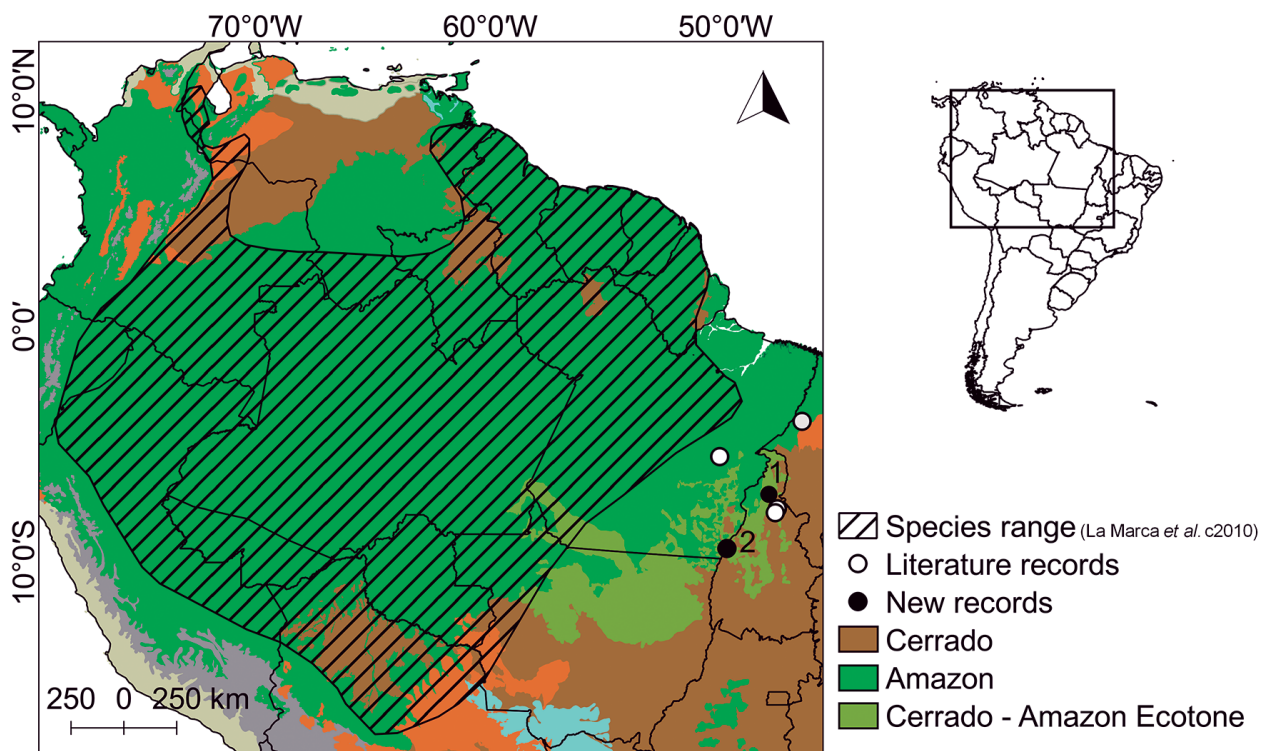 70°0′W 60°0′W 50°0′W
10°0′N
0°0′
10°0′S
1
2
250 0 250 km
Species range (La Marca et al. c2010)
Literature records
New records
Cerrado
Amazon
Cerrado - Amazon Ecotone